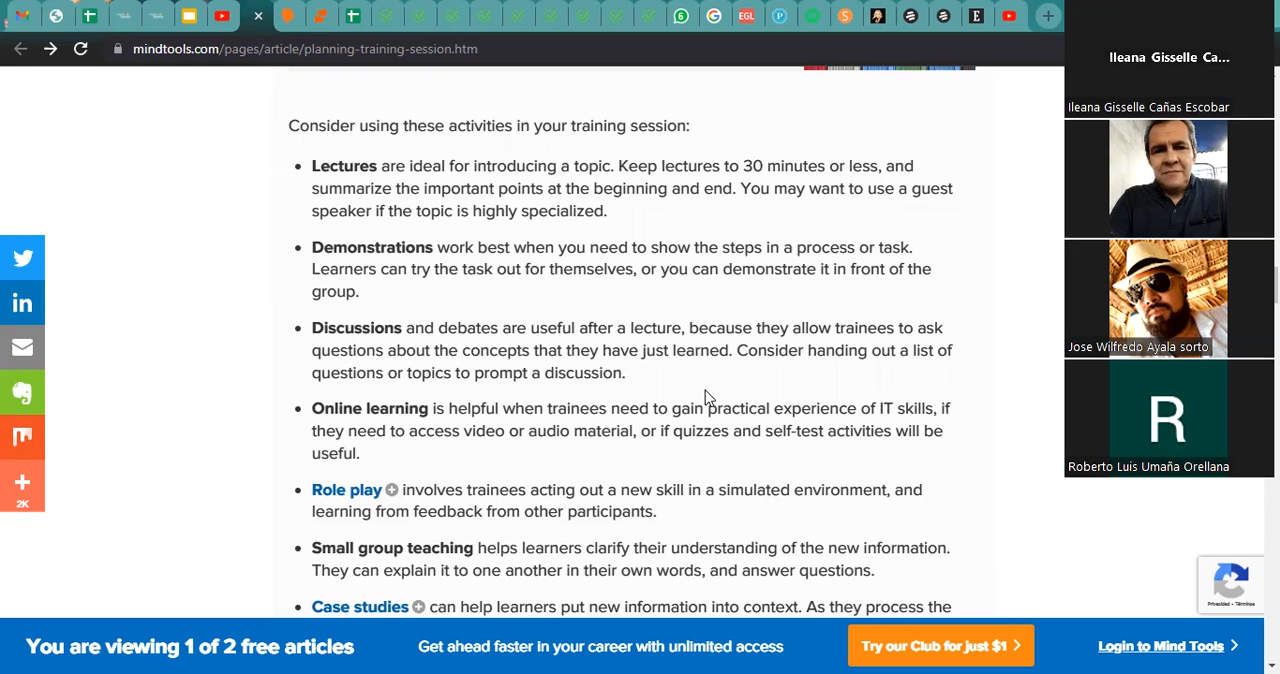 6
EGL
P
S
E
mindtools.com/pages/article/planning-training-session.htm
Consider using these activities in your training session:
Lectures are ideal for introducing a topic. Keep lectures to 30 minutes or less, and
summarize the important points at the beginning and end. You may want to use a guest
speaker if the topic is highly specialized.
Demonstrations work best when you need to show the steps in a process or task.
Learners can try the task out for themselves, or you can demonstrate it in front of the
group.
Discussions and debates are useful after a lecture, because they allow trainees to ask
questions about the concepts that they have just learned. Consider handing out a list of
questions or topics to prompt a discussion.
Online learning is helpful when trainees need to gain practical experience of IT skills, if
they need to access video or audio material, or if quizzes and self-test activities will be
useful.
Role play involves trainees acting out a new skill in a simulated environment, and
learning from feedback from other participants.
Small group teaching helps learners clarify their understanding of the new information.
They can explain it to one another in their own words, and answer questions.
Case studies can help learners put new information into context. As they process the
in
2K
Ileana Gisselle Ca...
Ileana Gisselle Cañas Escobar
Jose Wilfredo Ayala sorto
R
Roberto Luis Umaña Orellana
Privacidad - Términos
You are viewing 1 of 2 free articles
Get ahead faster in your career with unlimited access
Try our Club for just $1
Login to Mind Tools